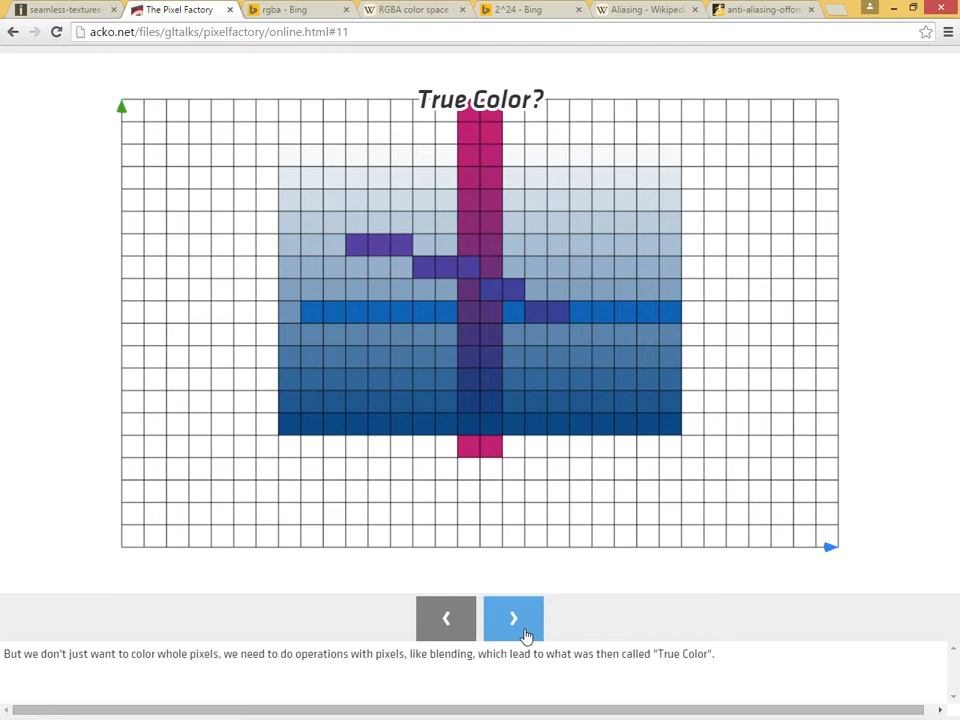 seamless-textures-
The Pixel Factory
rgba - Bing
RGBA color space -
2^24 - Bing
Aliasing - Wikiped
anti-aliasing-offon.
acko.net/files/gltalks/pixelfactory/online.html#11
True Color?
But we don't just want to color whole pixels, we need to do operations with pixels, like blending, which lead to what was then called "True Color".